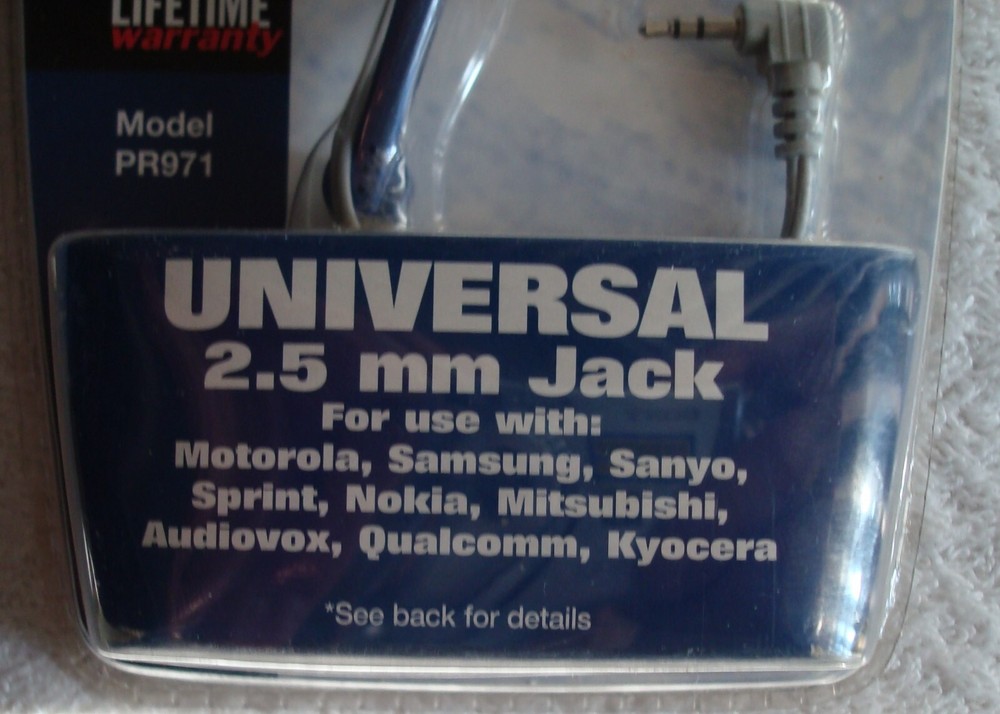 LIFETIME
warranty
Model
PR971
UNIVERSAL
2.5 mm Jack
For use with:
Motorola, Samsung, Sanyo,
Sprint, Nokia, Mitsubishi,
Audiovox, Qualcomm, Kyocera
*See back for details